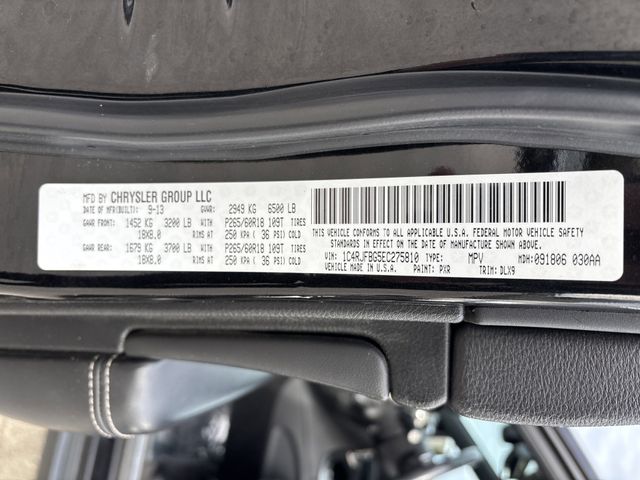 MFD BY CHRYSLER GROUP LLC
DATE OF MFR(BUILT): 9-13 GVWR: 2949 KG 6500 LB
GAWR FRONT: 1452 KG 3200 LB P265/60R18 109T TIRES
18X8.0 RIMS AT 250 KPA ( 36 PSI) COLD
GAWR REAR: 1679 KG 3700 LB P265/60R18 109T TIRES
18X8.0 RIMS AT 250 KPA ( 36 PSI) COLD
THIS VEHICLE CONFORMS TO ALL APPLICABLE U.S.A. FEDERAL MOTOR VEHICLE SAFETY
STANDARDS IN EFFECT ON THE DATE OF MANUFACTURE SHOWN ABOVE.
VIN: 1C4RJFBG5EC275810 TYPE: MPV MDH:091806 030AA
VEHICLE MADE IN U.S.A. PAINT: PXR TRIM: DLX9